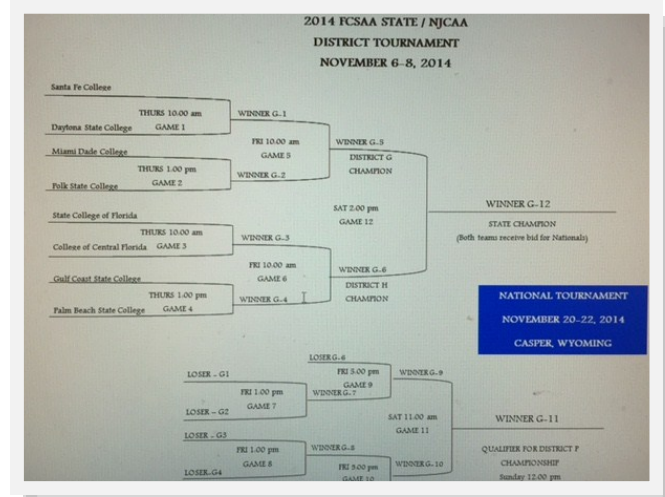 2014 FCSAA STATE / NJCAA
DISTRICT TOURNAMENT
NOVEMBER 6-8, 2014
Santa Fe College
THURS 10:00 am
GAME 1
Daytona State College
WINNER G-1
Miami Dade College
THURS 1:00 pm
GAME 2
Polk State College
WINNER G-2
FRI 10:00 am
GAME 5
WINNER G-5
DISTRICT G
CHAMPION
State College of Florida
THURS 10:00 am
College of Central Florida GAME 3
WINNER G-3
Gulf Coast State College
THURS 1:00 pm
GAME 4
Palm Beach State College
WINNER G-4
FRI 10:00 am
GAME 6
WINNER G-6
DISTRICT H
CHAMPION
SAT 2:00 pm
GAME 12
WINNER G-12
STATE CHAMPION
(Both teams receive bid for Nationals)
NATIONAL TOURNAMENT
NOVEMBER 20-22, 2014
CASPER, WYOMING
LOSER - G1
FRI 1:00 pm
GAME 7
LOSER - G2
LOSER G-6
WINNER G-7
FRI 3:00 pm
GAME 9
WINNER G-9
LOSER - G3
FRI 1:00 pm
GAME 8
LOSER-G4
WINNER G-8
FRI 3:00 pm
GAME 10
WINNER G-10
SAT 11:00 am
GAME 11
WINNER G-11
QUALIFIER FOR DISTRICT P
CHAMPIONSHIP
Sunday 12:00 pm